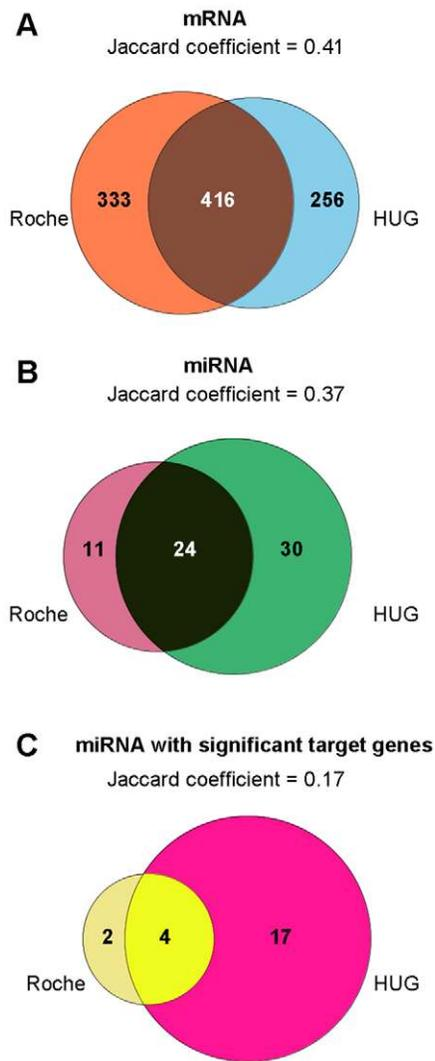 A
mRNA
Jaccard coefficient = 0.41
333
416
256
Roche
HUG
B
miRNA
Jaccard coefficient = 0.37
11
24
30
Roche
HUG
C
miRNA with significant target genes
Jaccard coefficient = 0.17
2
4
17
Roche
HUG